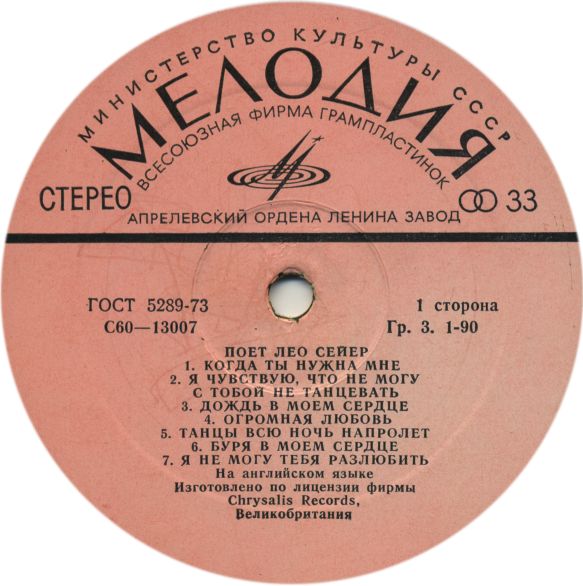 МИНИСТЕРСТВО КУЛЬТУРЫ СССР
МЕЛОДИЯ
ВСЕСОЮЗНАЯ ФИРМА ГРАМПЛАСТИНОК
СТЕРЕО
33
АПРЕЛЕВСКИЙ ОРДЕНА ЛЕНИНА ЗАВОД
ГОСТ 5289-73
1 сторона
С60—13007
Гр. 3. 1-90
ПОЕТ ЛЕО СЕЙЕР
1. КОГДА ТЫ НУЖНА МНЕ
2. Я ЧУВСТВУЮ, ЧТО НЕ МОГУ
С ТОБОЙ НЕ ТАНЦЕВАТЬ
3. ДОЖДЬ В МОЕМ СЕРДЦЕ
4. ОГРОМНАЯ ЛЮБОВЬ
5. ТАНЦЫ ВСЮ НОЧЬ НАПРОЛЕТ
6. БУРЯ В МОЕМ СЕРДЦЕ
7. Я НЕ МОГУ ТЕБЯ РАЗЛЮБИТЬ
На английском языке
Изготовлено по лицензии фирмы
Chrysalis Records,
Великобритания